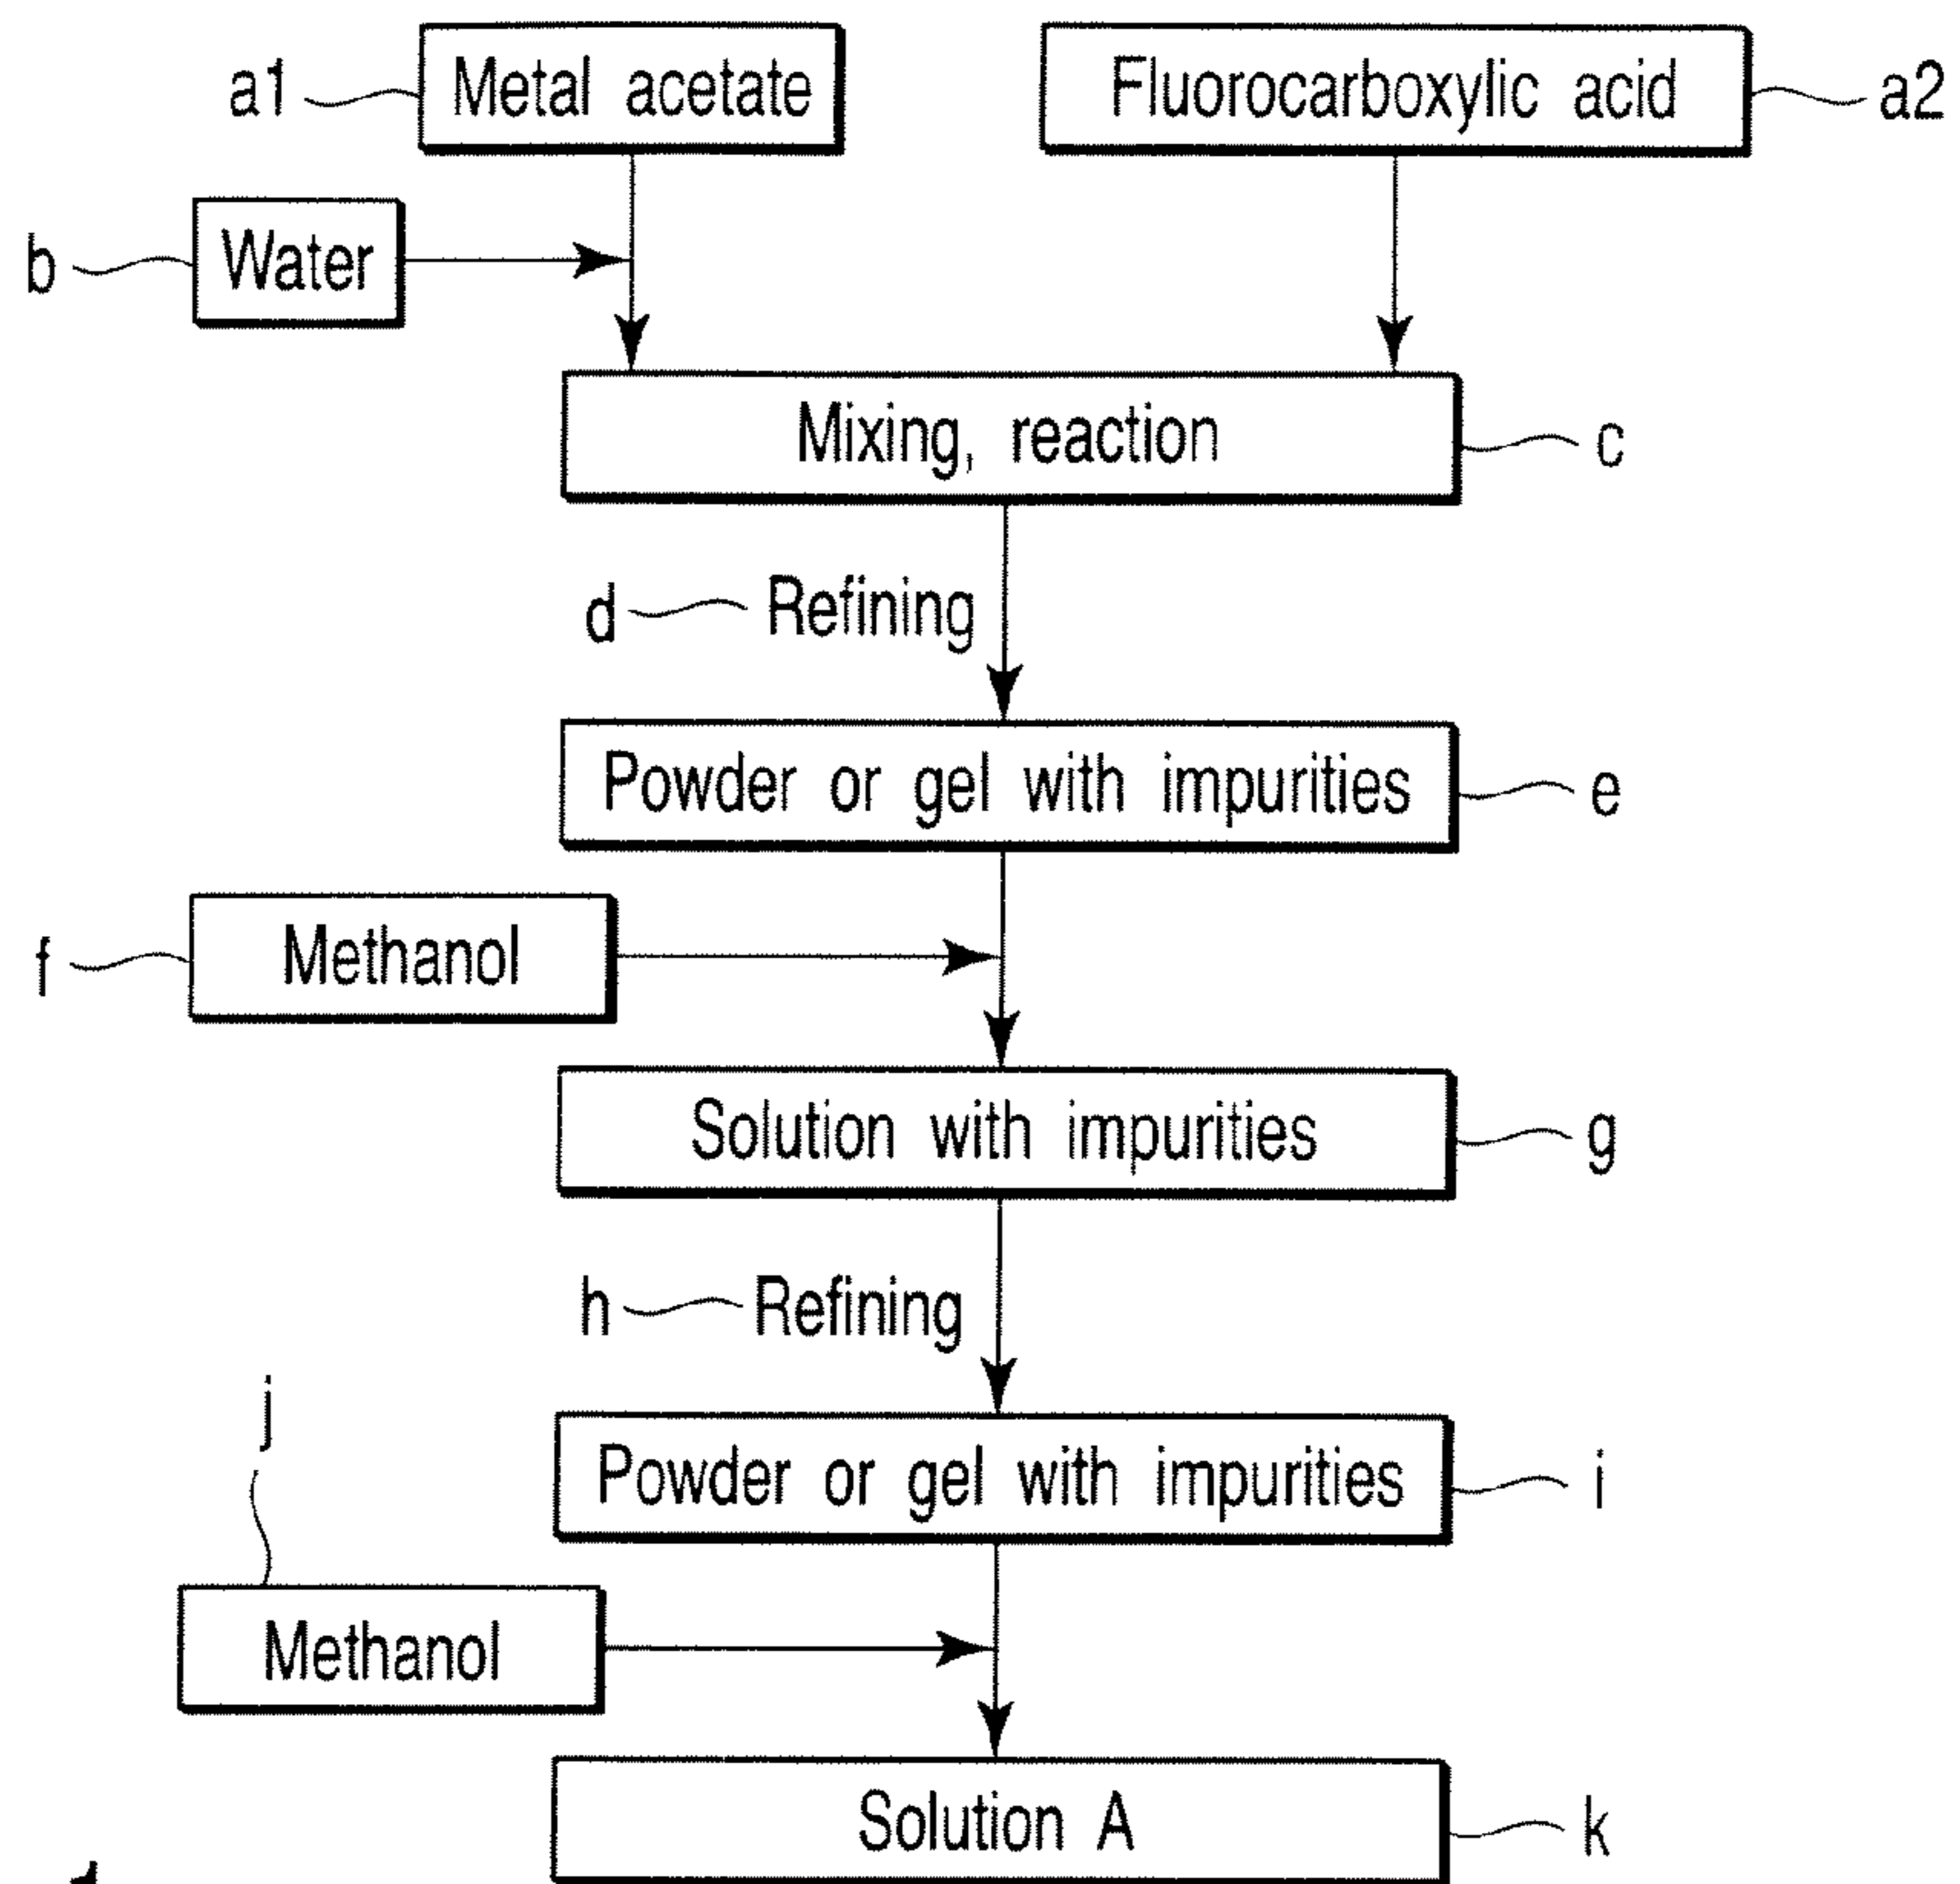 a1 Metal acetate
Fluorocarboxylic acid a2
b Water
Mixing, reaction c
d Refining
Powder or gel with impurities e
f Methanol
Solution with impurities g
h Refining
j
Powder or gel with impurities i
Methanol
Solution A k